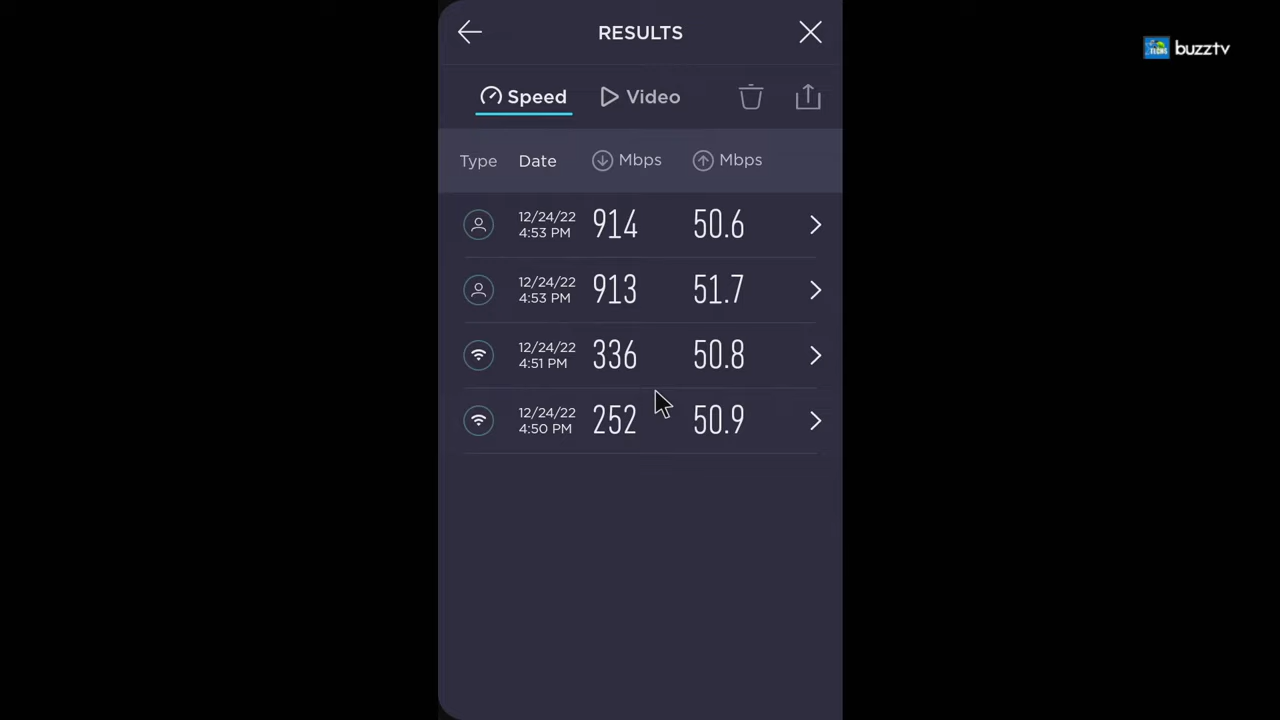 RESULTS
buzztv
Speed Video
Type Date Mbps Mbps
12/24/22
4:53 PM
914 50.6
12/24/22
4:53 PM
913 51.7
12/24/22
4:51 PM
336 50.8
12/24/22
4:50 PM
252 50.9